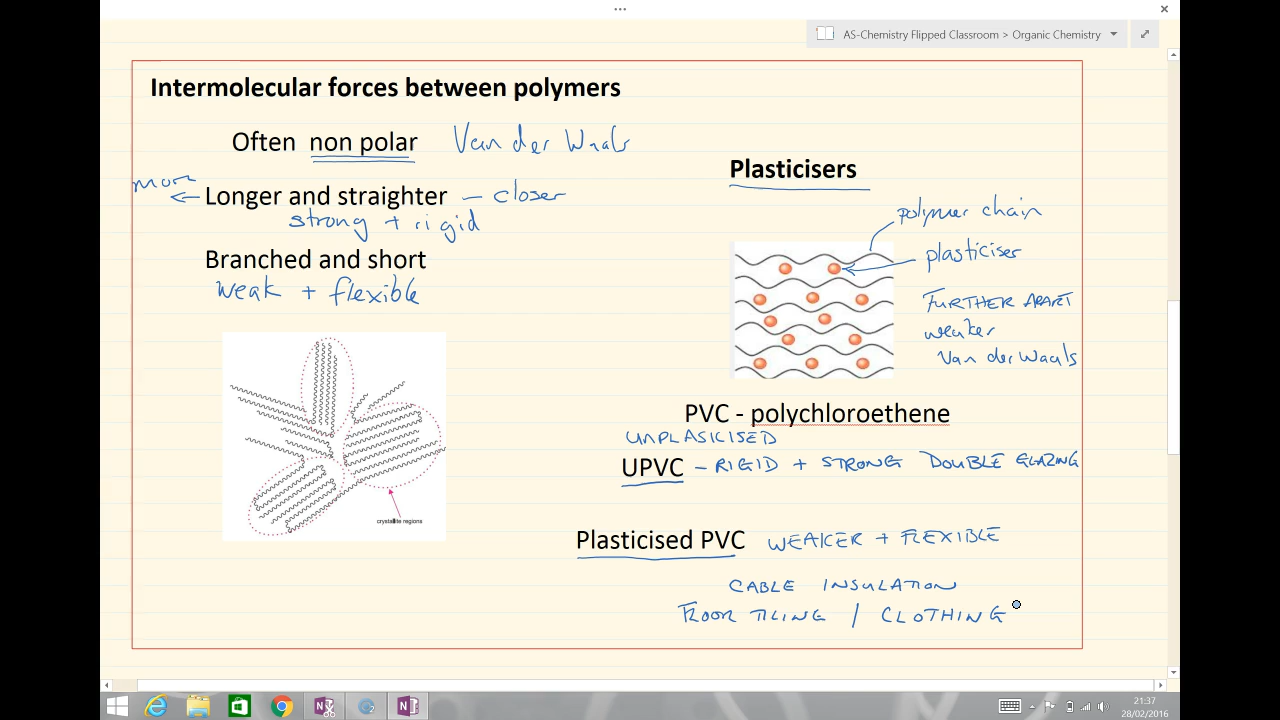 AS-Chemistry Flipped Classroom > Organic Chemistry
Intermolecular forces between polymers
Often non polar Van der Waals
more
Longer and straighter - closer
strong + rigid
Branched and short
weak + flexible
crystallite regions
Plasticisers
polymer chain
plasticiser
FURTHER APART
weaker
Van der Waals
PVC - polychloroethene
UNPLASICISED
UPVC - RIGID + STRONG DOUBLE GLAZING
Plasticised PVC WEAKER + FLEXIBLE
CABLE INSULATION
FLOOR TILING / CLOTHING
21:37
28/02/2016